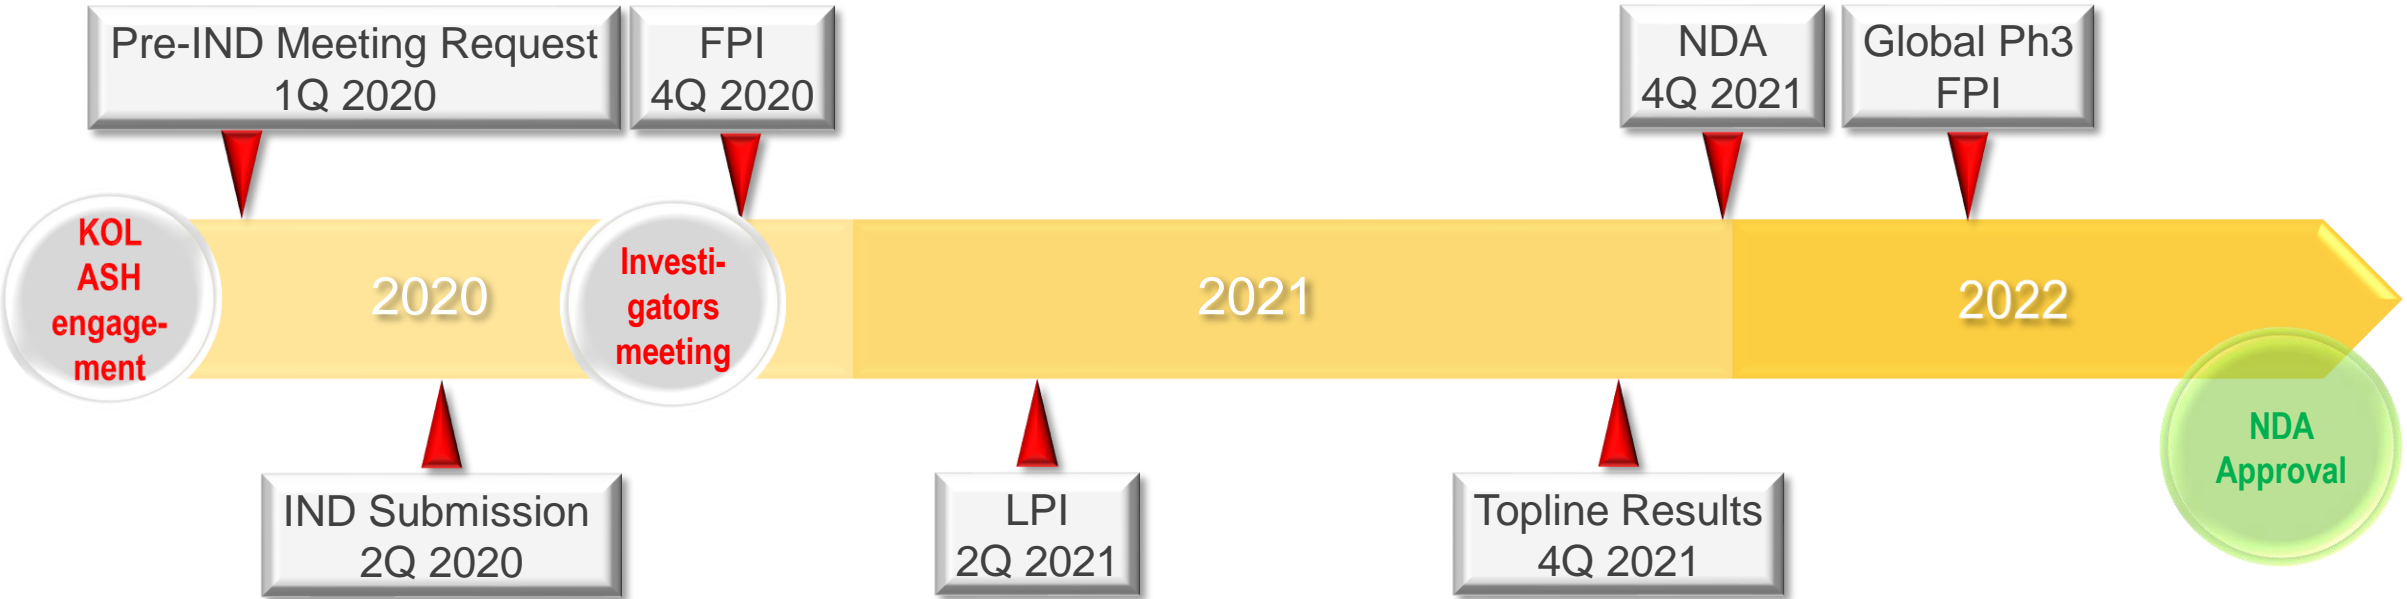 Pre-IND Meeting Request
1Q 2020
FPI
4Q 2020
NDA
4Q 2021
Global Ph3
FPI
KOL
ASH
engage-
ment
2020
Investi-
gators
meeting
2021
2022
NDA
Approval
IND Submission
2Q 2020
LPI
2Q 2021
Topline Results
4Q 2021